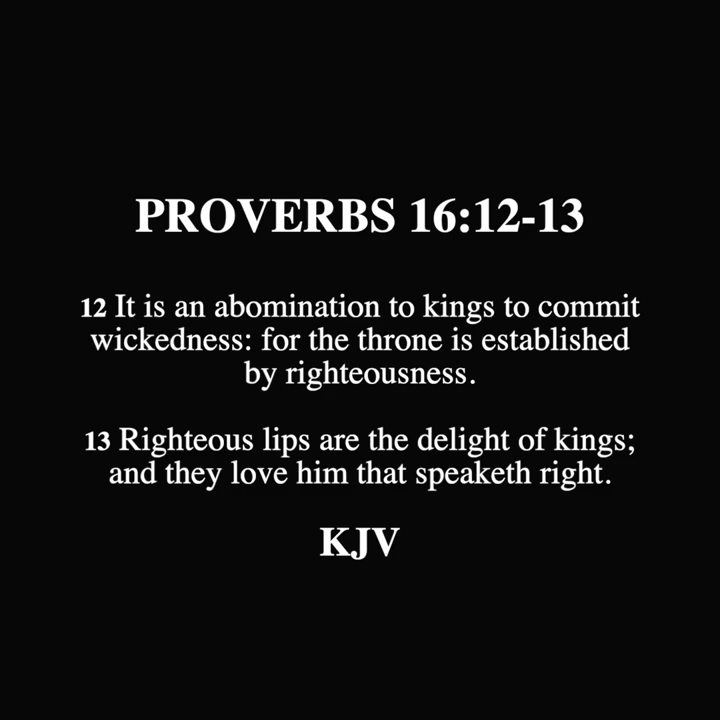 PROVERBS 16:12-13
12 It is an abomination to kings to commit
wickedness: for the throne is established
by righteousness.
13 Righteous lips are the delight of kings;
and they love him that speaketh right.
KJV